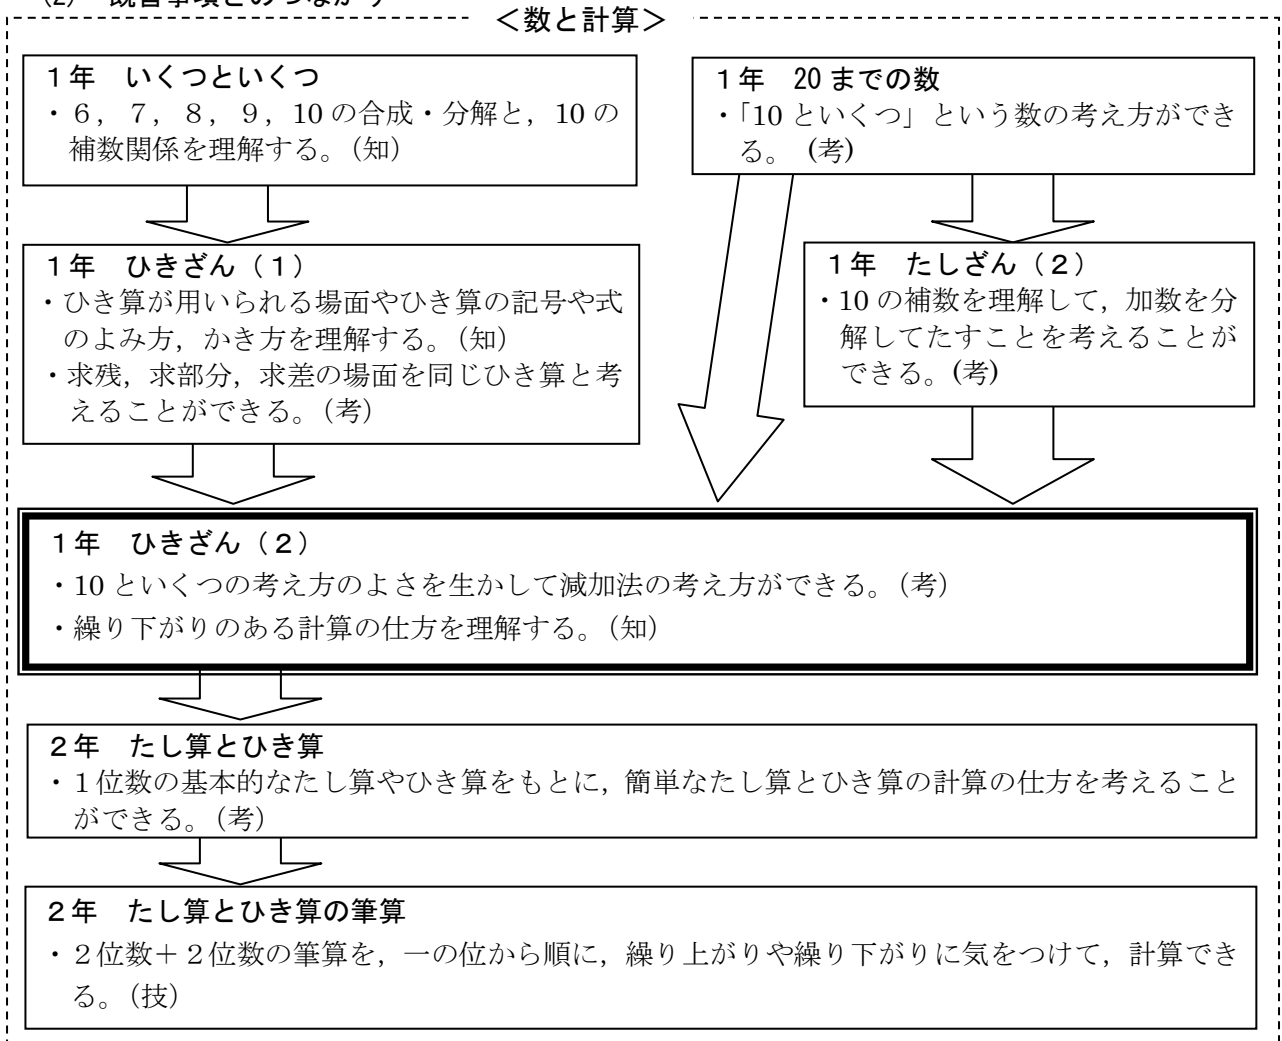 (2) 既習事項とのつながり
＜数と計算＞
１年　いくつといくつ
・６，７，８，９，10 の合成・分解と，10 の
補数関係を理解する。（知）
１年　20 までの数
・「10 といくつ」という数の考え方ができ
る。（考）
１年　ひきざん（１）
・ひき算が用いられる場面やひき算の記号や式
のよみ方，かき方を理解する。（知）
・求残，求部分，求差の場面を同じひき算と考
えることができる。（考）
１年　たしざん（２）
・10 の補数を理解して，加数を分
解してたすことを考えることが
できる。（考）
１年　ひきざん（２）
・10 といくつの考え方のよさを生かして減加法の考え方ができる。（考）
・繰り下がりのある計算の仕方を理解する。（知）
２年　たし算とひき算
・１位数の基本的なたし算やひき算をもとに，簡単なたし算とひき算の計算の仕方を考えること
ができる。（考）
２年　たし算とひき算の筆算
・２位数＋２位数の筆算を，一の位から順に，繰り上がりや繰り下がりに気をつけて，計算でき
る。（技）